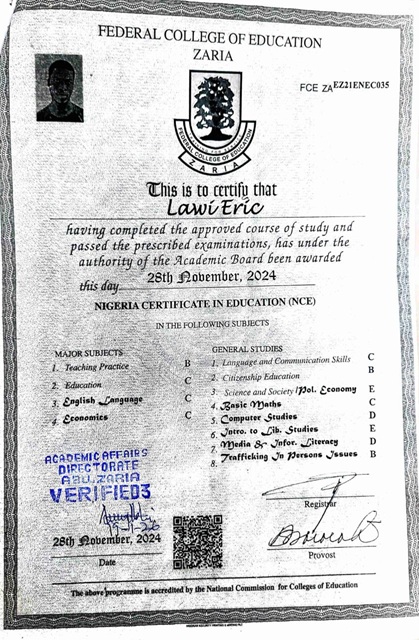 FEDERAL COLLEGE OF EDUCATION
ZARIA
FCE ZA EZ21ENEC035
FEDERAL COLLEGE OF EDUCATION
ZARIA
This is to certify that
Lawi Eric
having completed the approved course of study and
passed the prescribed examinations, has under the
authority of the Academic Board been awarded
this day 28th November, 2024
NIGERIA CERTIFICATE IN EDUCATION (NCE)
IN THE FOLLOWING SUBJECTS
MAJOR SUBJECTS
1. Teaching Practice B
2. Education C
3. English Language C
4. Economics C
GENERAL STUDIES
1. Language and Communication Skills C
2. Citizenship Education B
3. Science and Society/Pol. Economy E
4. Basic Maths C
5. Computer Studies D
6. Intro. to Lib. Studies E
7. Media & Infor. Literacy D
8. Trafficking In Persons Issues B
ACADEMIC AFFAIRS
DIRECTORATE
ABU, ZARIA
VERIFIED3
28th November, 2024
Date
Registrar
Provost
The above programme is accredited by the National Commission for Colleges of Education